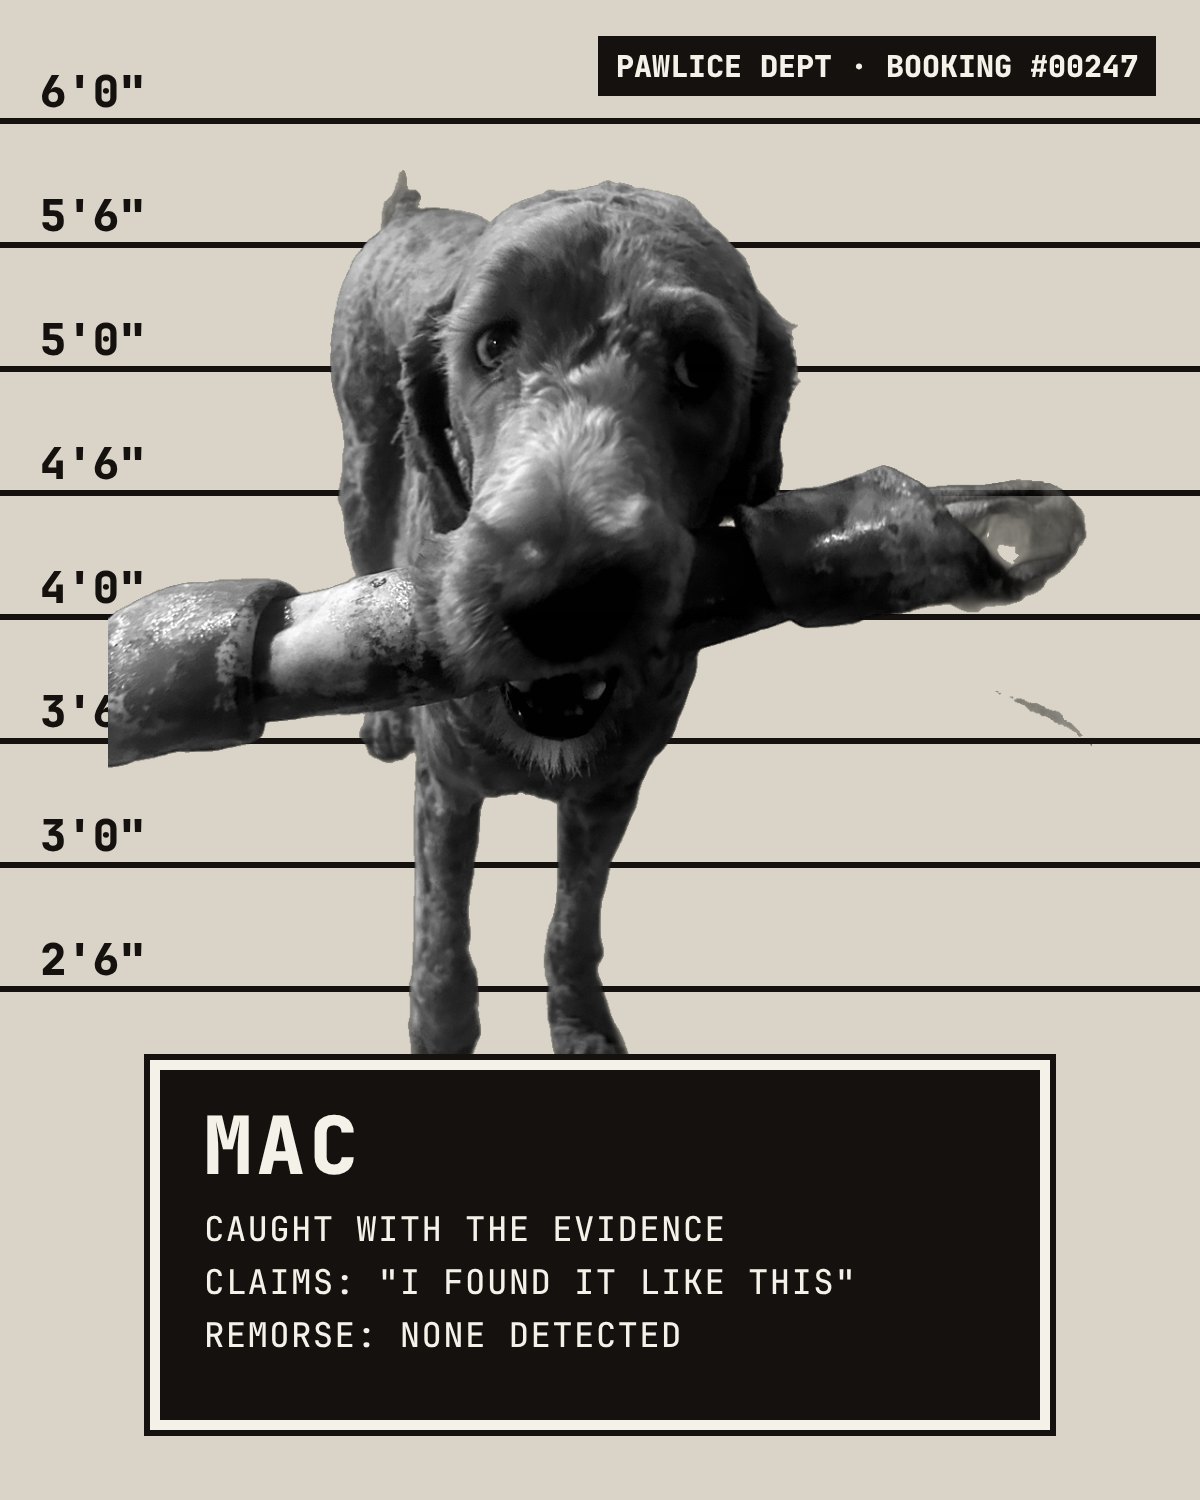 PAWLICE DEPT · BOOKING #00247
6'0"
5'6"
5'0"
4'6"
4'0"
3'6
3'0"
2'6"
MAC
CAUGHT WITH THE EVIDENCE
CLAIMS: "I FOUND IT LIKE THIS"
REMORSE: NONE DETECTED